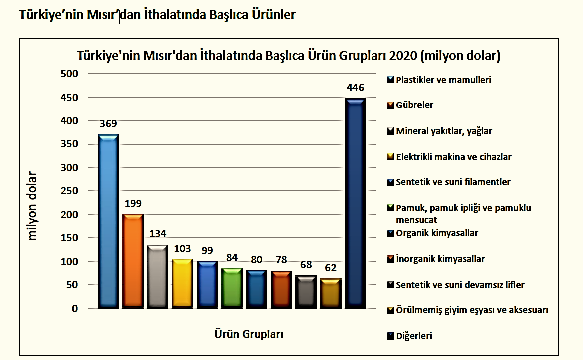 Türkiye’nin Mısır’dan İthalatında Başlıca Ürünler
Türkiye'nin Mısır'dan İthalatında Başlıca Ürün Grupları 2020 (milyon dolar)
500
450
400
350
300
250
200
150
100
50
0
milyon dolar
369
199
134
103
99
84
80
78
68
62
446
Ürün Grupları
Plastikler ve mamulleri
Gübreler
Mineral yakıtlar, yağlar
Elektrikli makina ve cihazlar
Sentetik ve suni filamentler
Pamuk, pamuk ipliği ve pamuklu
mensucat
Organik kimyasallar
İnorganik kimyasallar
Sentetik ve suni devamsız lifler
Örülmemiş giyim eşyası ve aksesuarı
Diğerleri